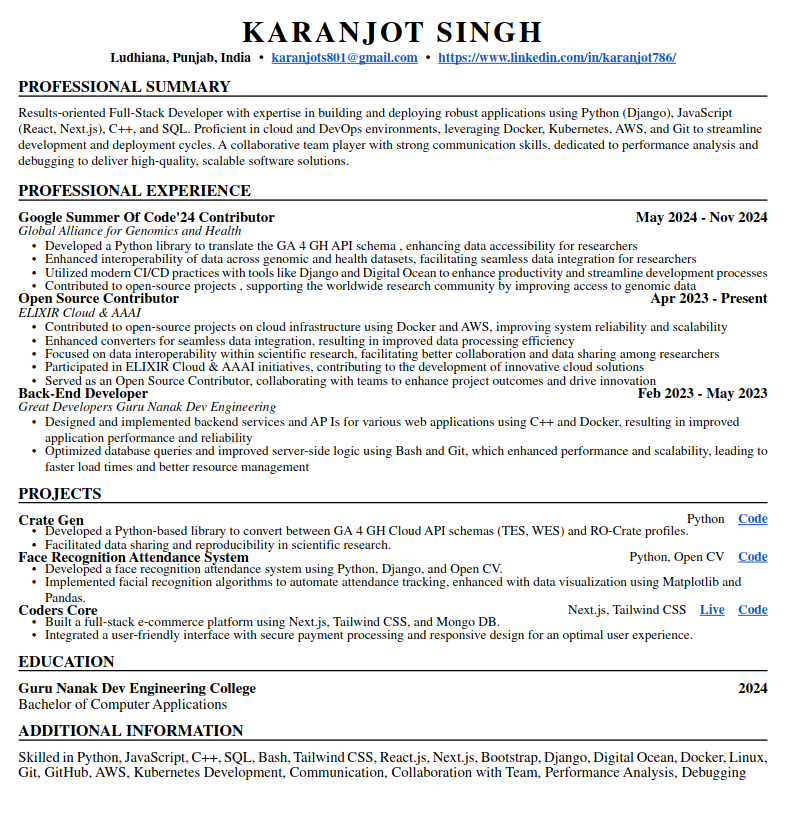 KARANJOT SINGH
Ludhiana, Punjab, India • karanjots801@gmail.com • https://www.linkedin.com/in/karanjot786/
PROFESSIONAL SUMMARY
Results-oriented Full-Stack Developer with expertise in building and deploying robust applications using Python (Django), JavaScript
(React, Next.js), C++, and SQL. Proficient in cloud and DevOps environments, leveraging Docker, Kubernetes, AWS, and Git to streamline
development and deployment cycles. A collaborative team player with strong communication skills, dedicated to performance analysis and
debugging to deliver high-quality, scalable software solutions.
PROFESSIONAL EXPERIENCE
Google Summer Of Code'24 Contributor May 2024 - Nov 2024
Global Alliance for Genomics and Health
• Developed a Python library to translate the GA 4 GH API schema , enhancing data accessibility for researchers
• Enhanced interoperability of data across genomic and health datasets, facilitating seamless data integration for researchers
• Utilized modern CI/CD practices with tools like Django and Digital Ocean to enhance productivity and streamline development processes
• Contributed to open-source projects , supporting the worldwide research community by improving access to genomic data
Open Source Contributor Apr 2023 - Present
ELIXIR Cloud & AAAI
• Contributed to open-source projects on cloud infrastructure using Docker and AWS, improving system reliability and scalability
• Enhanced converters for seamless data integration, resulting in improved data processing efficiency
• Focused on data interoperability within scientific research, facilitating better collaboration and data sharing among researchers
• Participated in ELIXIR Cloud & AAAI initiatives, contributing to the development of innovative cloud solutions
• Served as an Open Source Contributor, collaborating with teams to enhance project outcomes and drive innovation
Back-End Developer Feb 2023 - May 2023
Great Developers Guru Nanak Dev Engineering
• Designed and implemented backend services and AP Is for various web applications using C++ and Docker, resulting in improved
application performance and reliability
• Optimized database queries and improved server-side logic using Bash and Git, which enhanced performance and scalability, leading to
faster load times and better resource management
PROJECTS
Crate Gen Python Code
• Developed a Python-based library to convert between GA 4 GH Cloud API schemas (TES, WES) and RO-Crate profiles.
• Facilitated data sharing and reproducibility in scientific research.
Face Recognition Attendance System Python, Open CV Code
• Developed a face recognition attendance system using Python, Django, and Open CV.
• Implemented facial recognition algorithms to automate attendance tracking, enhanced with data visualization using Matplotlib and
Pandas.
Coders Core Next.js, Tailwind CSS Live Code
• Built a full-stack e-commerce platform using Next.js, Tailwind CSS, and Mongo DB.
• Integrated a user-friendly interface with secure payment processing and responsive design for an optimal user experience.
EDUCATION
Guru Nanak Dev Engineering College 2024
Bachelor of Computer Applications
ADDITIONAL INFORMATION
Skilled in Python, JavaScript, C++, SQL, Bash, Tailwind CSS, React.js, Next.js, Bootstrap, Django, Digital Ocean, Docker, Linux,
Git, GitHub, AWS, Kubernetes Development, Communication, Collaboration with Team, Performance Analysis, Debugging